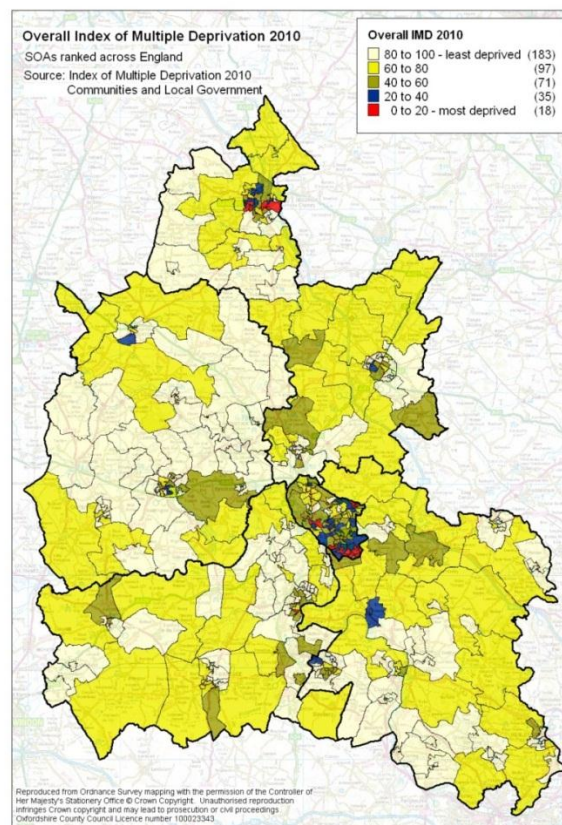 Overall Index of Multiple Deprivation 2010
SOAs ranked across England
Source: Index of Multiple Deprivation 2010
Communities and Local Government
Overall IMD 2010
80 to 100 - least deprived (183)
60 to 80 (97)
40 to 60 (71)
20 to 40 (35)
0 to 20 - most deprived (18)
Reproduced from Ordnance Survey mapping with the permission of the Controller of
Her Majesty's Stationery Office © Crown Copyright. Unauthorised reproduction
infringes Crown copyright and may lead to prosecution or civil proceedings
Oxfordshire County Council Licence number 100023343